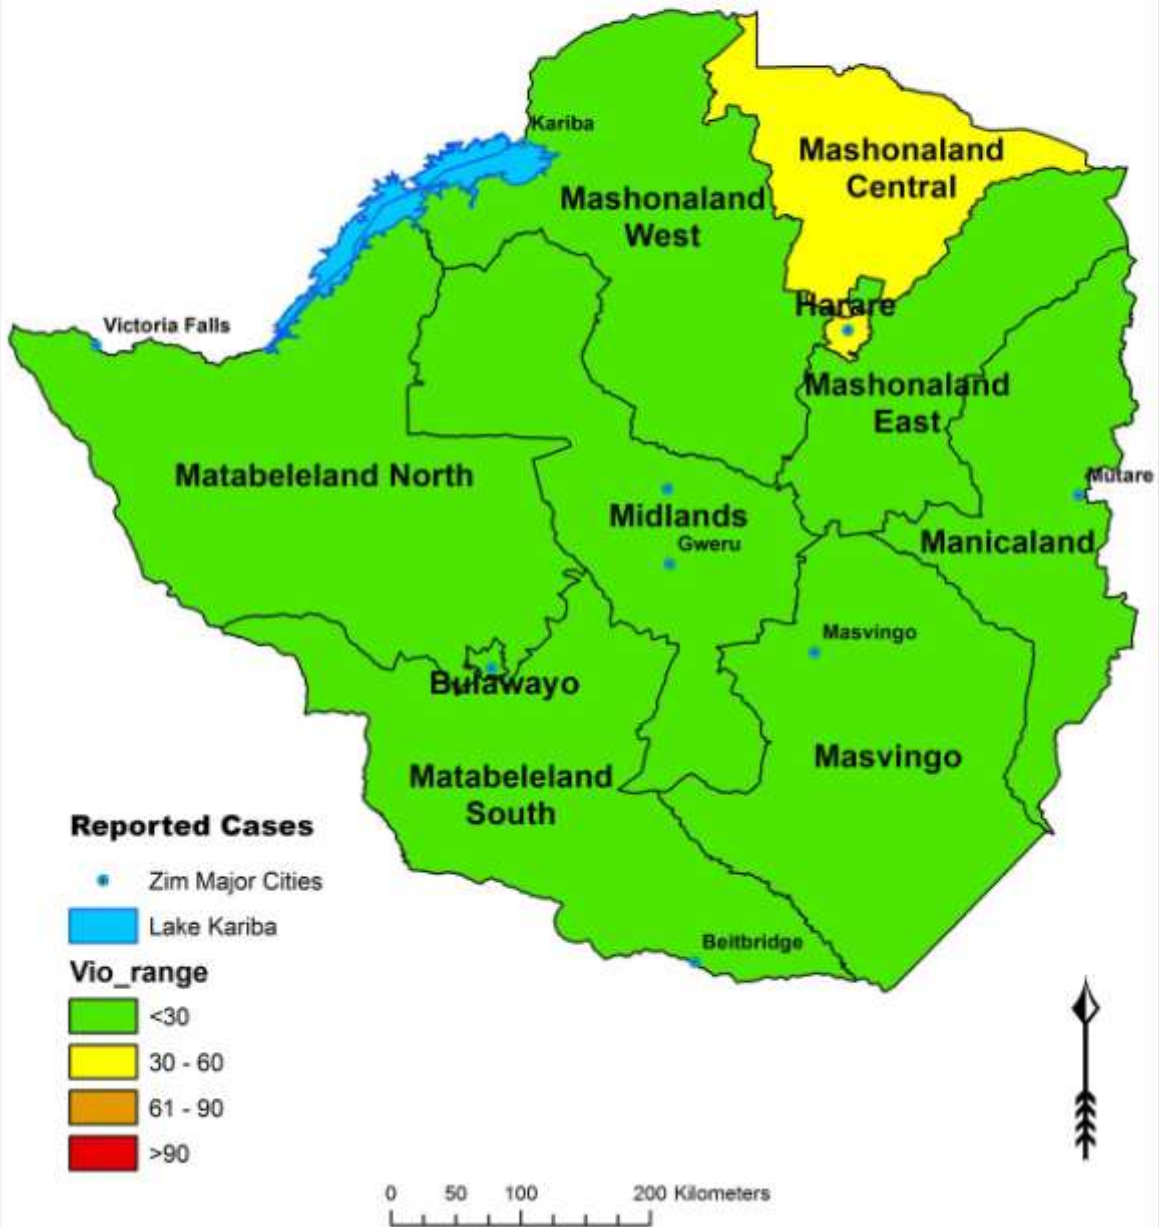 Kariba
Mashonaland
Central
Mashonaland
West
Harare
Victoria Falls
Mashonaland
East
Matabeleland North
Mutare
Midlands
Gweru
Manicaland
Masvingo
Bulawayo
Masvingo
Matabeleland
South
Reported Cases
Zim Major Cities
Lake Kariba
Beitbridge
Vio_range
<30
30 - 60
61 - 90
>90
0 50 100 200 Kilometers